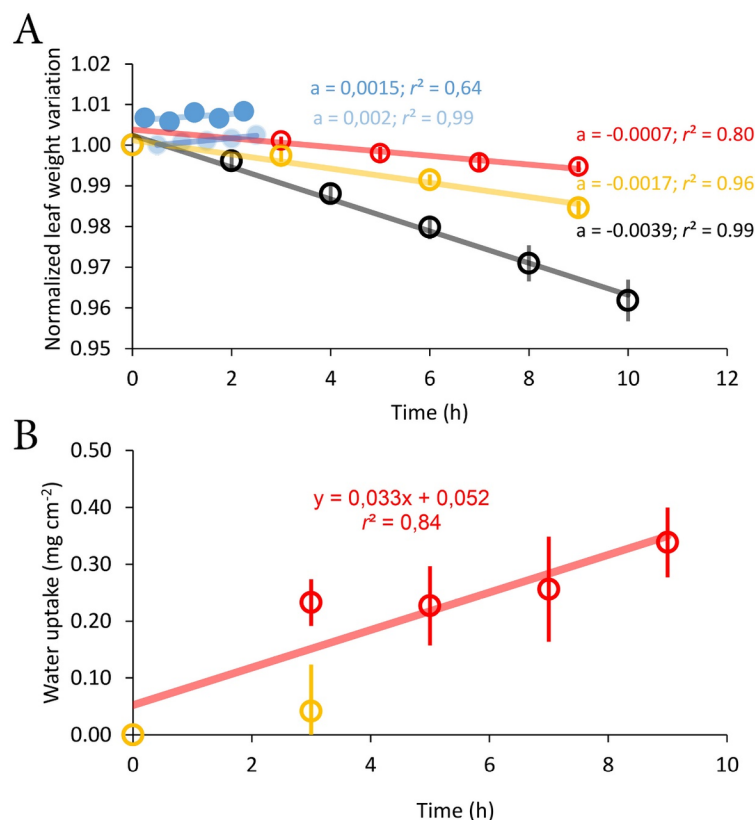 A
Normalized leaf weight variation
1.02
1.01
1.00
0.99
0.98
0.97
0.96
0.95
a = 0,0015; r² = 0,64
a = 0,002; r² = 0,99
a = -0.0007; r² = 0.80
a = -0.0017; r² = 0.96
a = -0.0039; r² = 0.99
0 2 4 6 8 10 12
Time (h)
B
Water uptake (mg cm⁻²)
0.50
0.40
0.30
0.20
0.10
0.00
y = 0,033x + 0,052
r² = 0,84
0 2 4 6 8 10
Time (h)